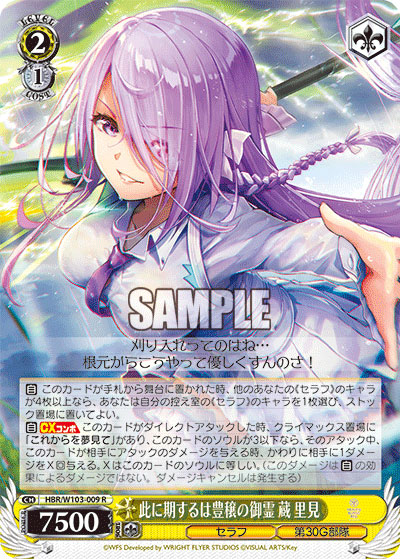 LEVEL
2
1
COST
SAMPLE
刈り入れってのはね…
根元からこうやって優しくすんのさ！
自 このカードが手札から舞台に置かれた時、他のあなたの《セラフ》のキャラ
が4枚以上なら、あなたは自分の控え室の《セラフ》のキャラを1枚選び、ストッ
ク置場に置いてよい。
自 CXコンボ このカードがダイレクトアタックした時、クライマックス置場に
「これからを夢見て」があり、このカードのソウルが3以下なら、そのアタック中、
このカードが相手にアタックのダメージを与える時、かわりに相手に1ダメージ
をX回与える。Xはこのカードのソウルに等しい。（このダメージは自の効果
によるダメージではない。ダメージキャンセルは発生する）
Ch HBR/W103-009 R
此に期するは豊穣の御霊 蔵 里見
7500
セラフ
第30G部隊
©WFS Developed by WRIGHT FLYER STUDIOS ©VISUAL ARTS/Key